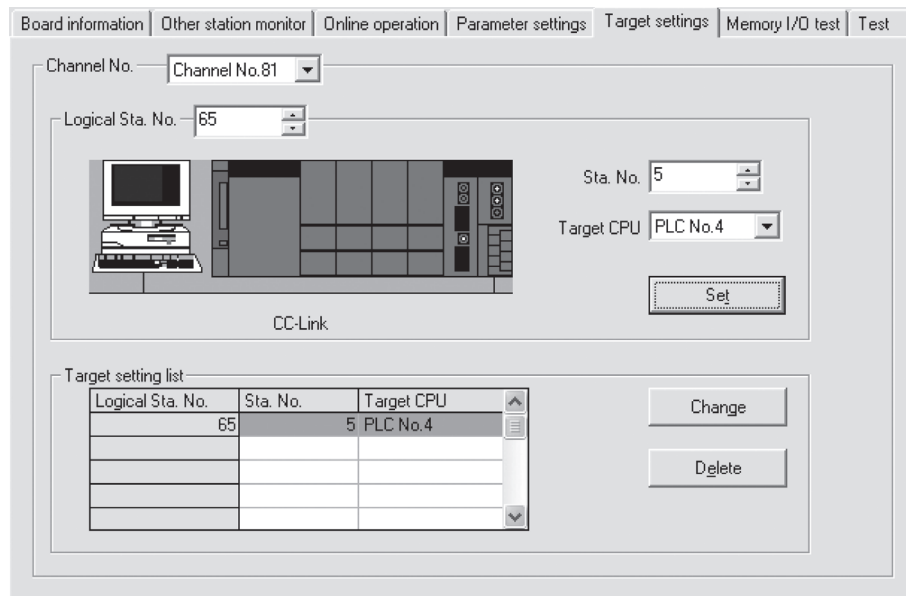 Board information Other station monitor Online operation Parameter settings Target settings Memory I/O test Test
Channel No. Channel No.81
Logical Sta. No. 65
Sta. No. 5
Target CPU PLC No.4
Set
CC-Link
Target setting list
Logical Sta. No. Sta. No. Target CPU
65 5 PLC No.4
Change
Delete